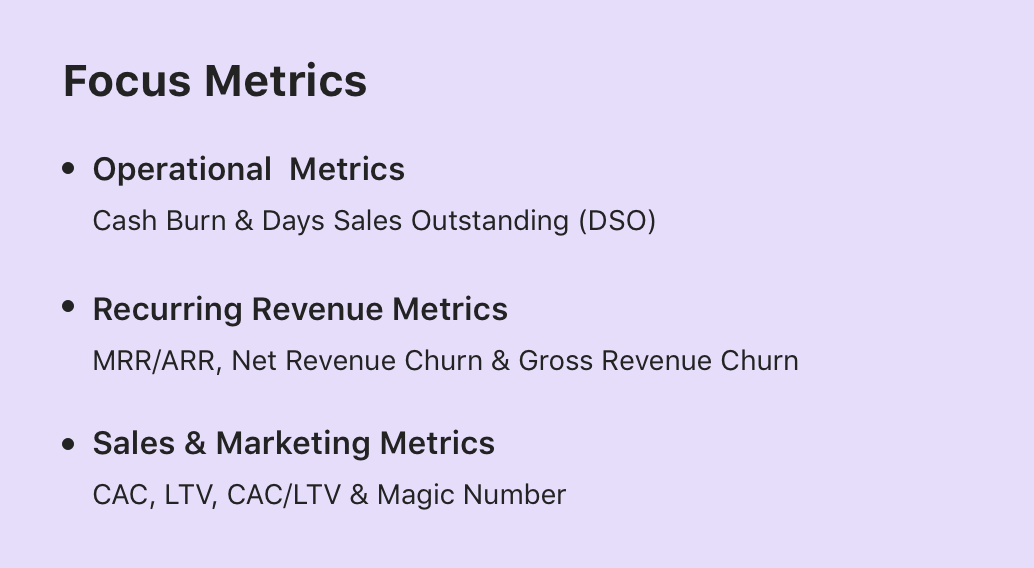 Focus Metrics
• Operational  Metrics
Cash Burn & Days Sales Outstanding (DSO)
• Recurring Revenue Metrics
MRR/ARR, Net Revenue Churn & Gross Revenue Churn
• Sales & Marketing Metrics
CAC, LTV, CAC/LTV & Magic Number